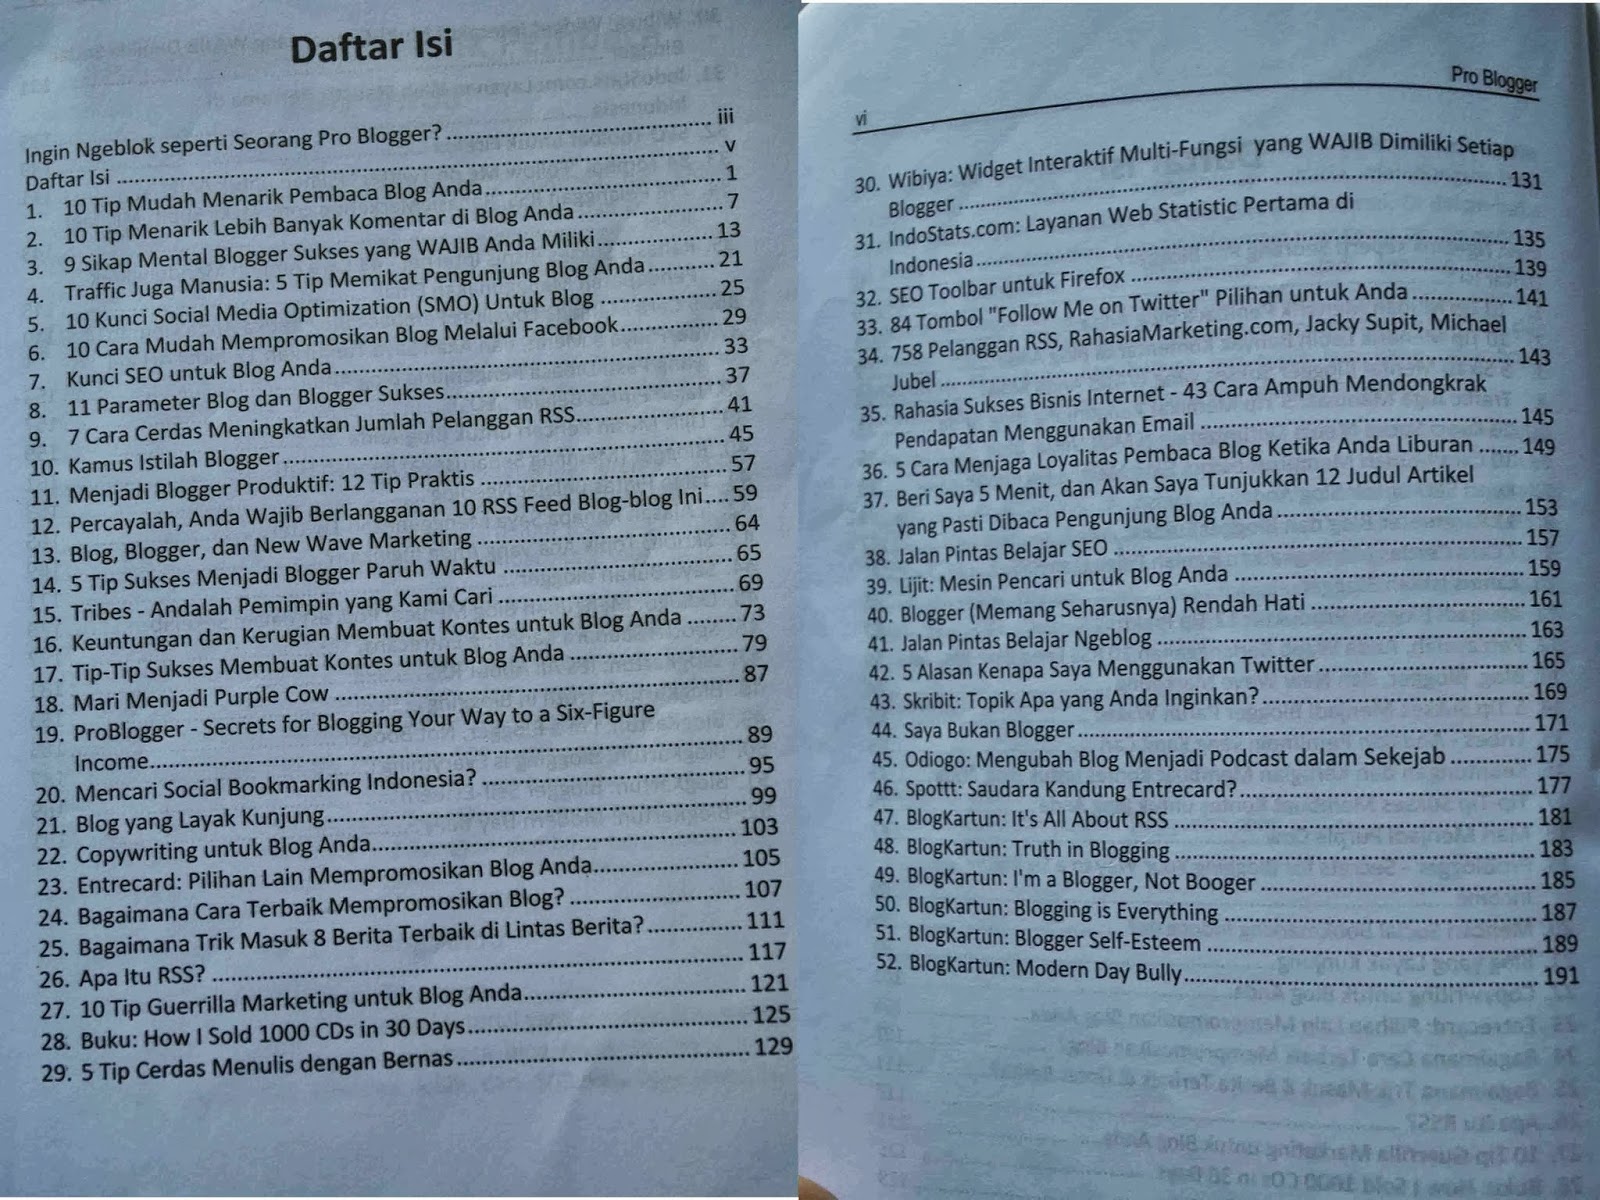 Daftar Isi
Ingin Ngeblok seperti Seorang Pro Blogger? ........ iii
Daftar Isi ........ v
1. 10 Tip Mudah Menarik Pembaca Blog Anda ........ 1
2. 10 Tip Menarik Lebih Banyak Komentar di Blog Anda ........ 7
3. 9 Sikap Mental Blogger Sukses yang WAJIB Anda Miliki ........ 13
4. Traffic Juga Manusia: 5 Tip Memikat Pengunjung Blog Anda ........ 21
5. 10 Kunci Social Media Optimization (SMO) Untuk Blog ........ 25
6. 10 Cara Mudah Mempromosikan Blog Melalui Facebook ........ 29
7. Kunci SEO untuk Blog Anda ........ 33
8. 11 Parameter Blog dan Blogger Sukses ........ 37
9. 7 Cara Cerdas Meningkatkan Jumlah Pelanggan RSS ........ 41
10. Kamus Istilah Blogger ........ 45
11. Menjadi Blogger Produktif: 12 Tip Praktis ........ 57
12. Percayalah, Anda Wajib Berlangganan 10 RSS Feed Blog-blog Ini .... 59
13. Blog, Blogger, dan New Wave Marketing ........ 64
14. 5 Tip Sukses Menjadi Blogger Paruh Waktu ........ 65
15. Tribes - Andalah Pemimpin yang Kami Cari ........ 69
16. Keuntungan dan Kerugian Membuat Kontes untuk Blog Anda ........ 73
17. Tip-Tip Sukses Membuat Kontes untuk Blog Anda ........ 79
18. Mari Menjadi Purple Cow ........ 87
19. ProBlogger - Secrets for Blogging Your Way to a Six-Figure
Income ........ 89
20. Mencari Social Bookmarking Indonesia? ........ 95
21. Blog yang Layak Kunjung ........ 99
22. Copywriting untuk Blog Anda ........ 103
23. Entrecard: Pilihan Lain Mempromosikan Blog Anda ........ 105
24. Bagaimana Cara Terbaik Mempromosikan Blog? ........ 107
25. Bagaimana Trik Masuk 8 Berita Terbaik di Lintas Berita? ........ 111
26. Apa Itu RSS? ........ 117
27. 10 Tip Guerrilla Marketing untuk Blog Anda ........ 121
28. Buku: How I Sold 1000 CDs in 30 Days ........ 125
29. 5 Tip Cerdas Menulis dengan Bernas ........ 129
vi Pro Blogger
30. Wibiya: Widget Interaktif Multi-Fungsi yang WAJIB Dimiliki Setiap
Blogger ........ 131
31. IndoStats.com: Layanan Web Statistic Pertama di
Indonesia ........ 135
32. SEO Toolbar untuk Firefox ........ 139
33. 84 Tombol "Follow Me on Twitter" Pilihan untuk Anda ........ 141
34. 758 Pelanggan RSS, RahasiaMarketing.com, Jacky Supit, Michael
Jubel ........ 143
35. Rahasia Sukses Bisnis Internet - 43 Cara Ampuh Mendongkrak
Pendapatan Menggunakan Email ........ 145
36. 5 Cara Menjaga Loyalitas Pembaca Blog Ketika Anda Liburan ....... 149
37. Beri Saya 5 Menit, dan Akan Saya Tunjukkan 12 Judul Artikel
yang Pasti Dibaca Pengunjung Blog Anda ........ 153
38. Jalan Pintas Belajar SEO ........ 157
39. Lijit: Mesin Pencari untuk Blog Anda ........ 159
40. Blogger (Memang Seharusnya) Rendah Hati ........ 161
41. Jalan Pintas Belajar Ngeblog ........ 163
42. 5 Alasan Kenapa Saya Menggunakan Twitter ........ 165
43. Skribit: Topik Apa yang Anda Inginkan? ........ 169
44. Saya Bukan Blogger ........ 171
45. Odiogo: Mengubah Blog Menjadi Podcast dalam Sekejab ........ 175
46. Spottt: Saudara Kandung Entrecard? ........ 177
47. BlogKartun: It's All About RSS ........ 181
48. BlogKartun: Truth in Blogging ........ 183
49. BlogKartun: I'm a Blogger, Not Booger ........ 185
50. BlogKartun: Blogging is Everything ........ 187
51. BlogKartun: Blogger Self-Esteem ........ 189
52. BlogKartun: Modern Day Bully ........ 191